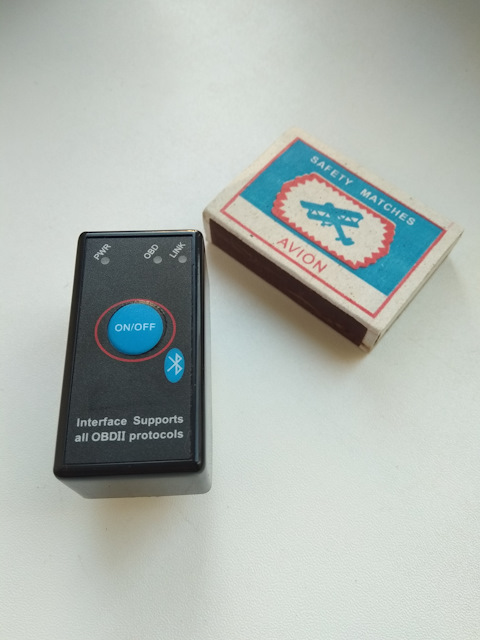 PWR
OBD
LINK
ON/OFF
Interface Supports
all OBDII protocols
SAFETY MATCHES
AVION